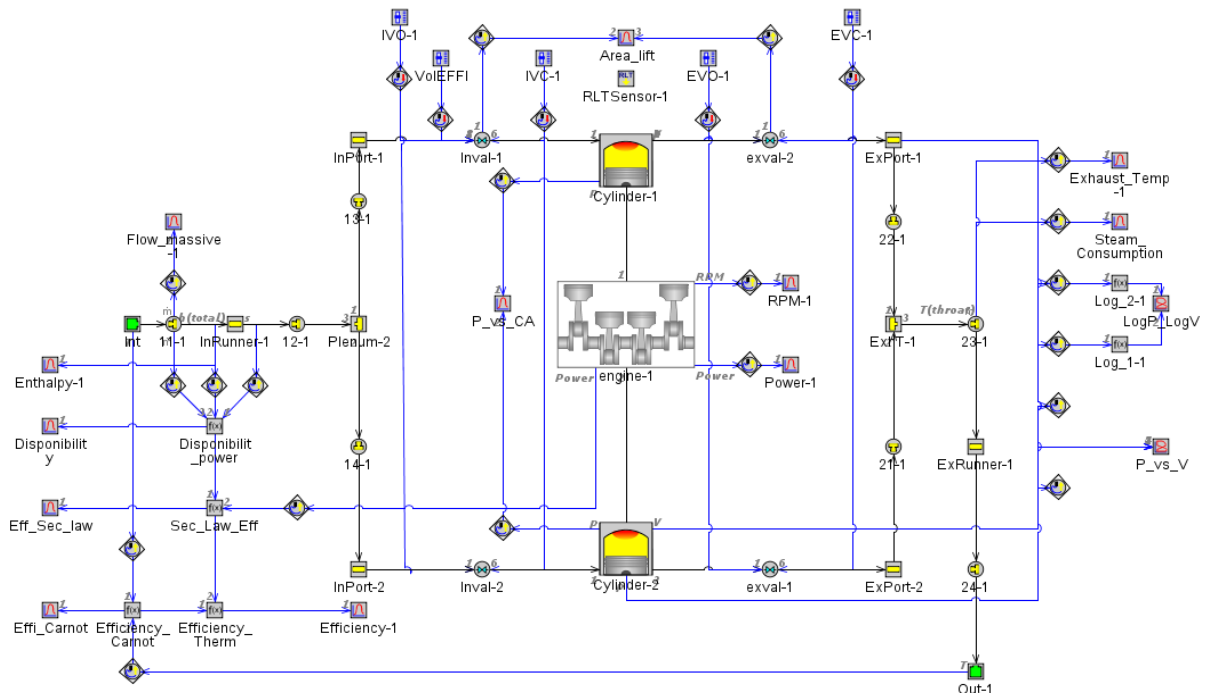 IVO-1
EVC-1
Area_lift
VolEFFI
IVC-1
EVO-1
RLT
RLTSensor-1
InPort-1
Inval-1
Cylinder-1
exval-2
ExPort-1
Exhaust_Temp
-1
13-1
22-1
Flow_massive
-1
Steam_
Consumption
RPM
RPM-1
Log_2-1
P_vs_CA
LogP_LogV
h(total)
s
T(throat)
Int
11-1
InRunner-1
12-1
Plenum-2
ExPT-1
23-1
Log_1-1
Enthalpy-1
engine-1
Power
Power
Power-1
Disponibilit
y
Disponibilit
_power
14-1
21-1
ExRunner-1
P_vs_V
Eff_Sec_law
Sec_Law_Eff
p
V
InPort-2
Inval-2
Cylinder-2
exval-1
ExPort-2
24-1
Effi_Carnot
Efficiency_
Carnot
Efficiency_
Therm
Efficiency-1
T
Out-1